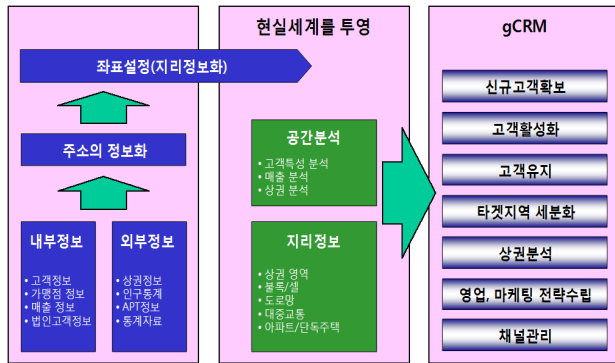 현실세계를 투영
gCRM
좌표설정(지리정보화)
주소의 정보화
내부정보
• 고객정보
• 가맹점 정보
• 매출 정보
• 법인고객정보
외부정보
• 상권정보
• 인구통계
• APT정보
• 통계자료
공간분석
• 고객특성 분석
• 매출 분석
• 상권 분석
지리정보
• 상권 영역
• 블록/셀
• 도로망
• 대중교통
• 아파트/단독주택
신규고객확보
고객활성화
고객유지
타겟지역 세분화
상권분석
영업, 마케팅 전략수립
채널관리